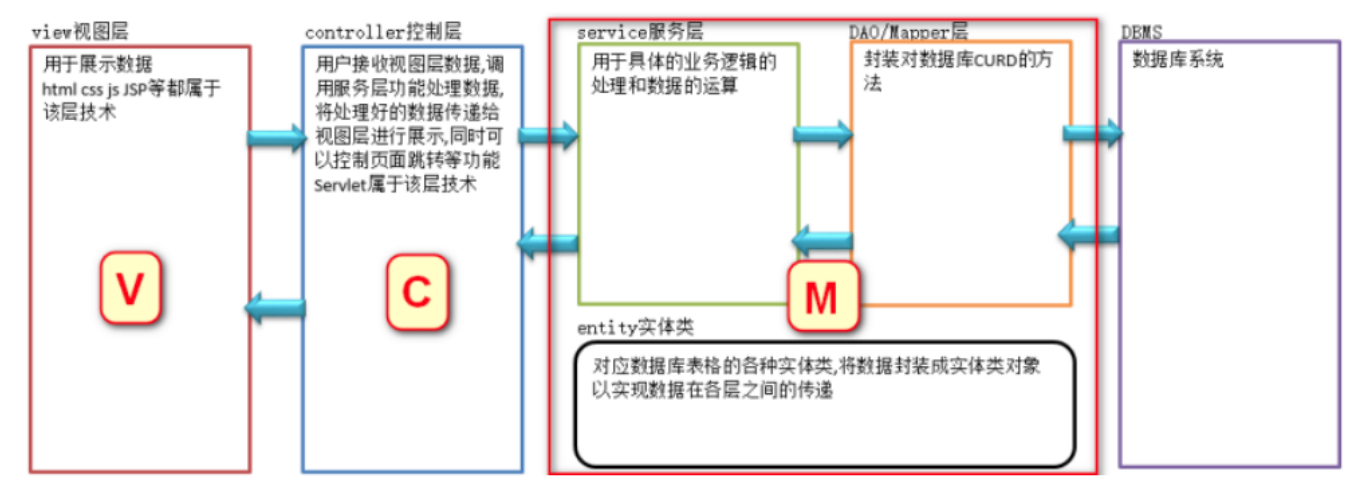 view视图层
用于展示数据
html css js JSP等都属于
该层技术
V
controller控制层
用户接收视图层数据,调
用服务层功能处理数据,
将处理好的数据传递给
视图层进行展示,同时可
以控制页面跳转等功能
Servlet属于该层技术
C
service服务层
用于具体的业务逻辑的
处理和数据的运算
DAO/Mapper层
封装对数据库CURD的方
法
M
entity实体类
对应数据库表格的各种实体类,将数据封装成实体类对象
以实现数据在各层之间的传递
DBMS
数据库系统